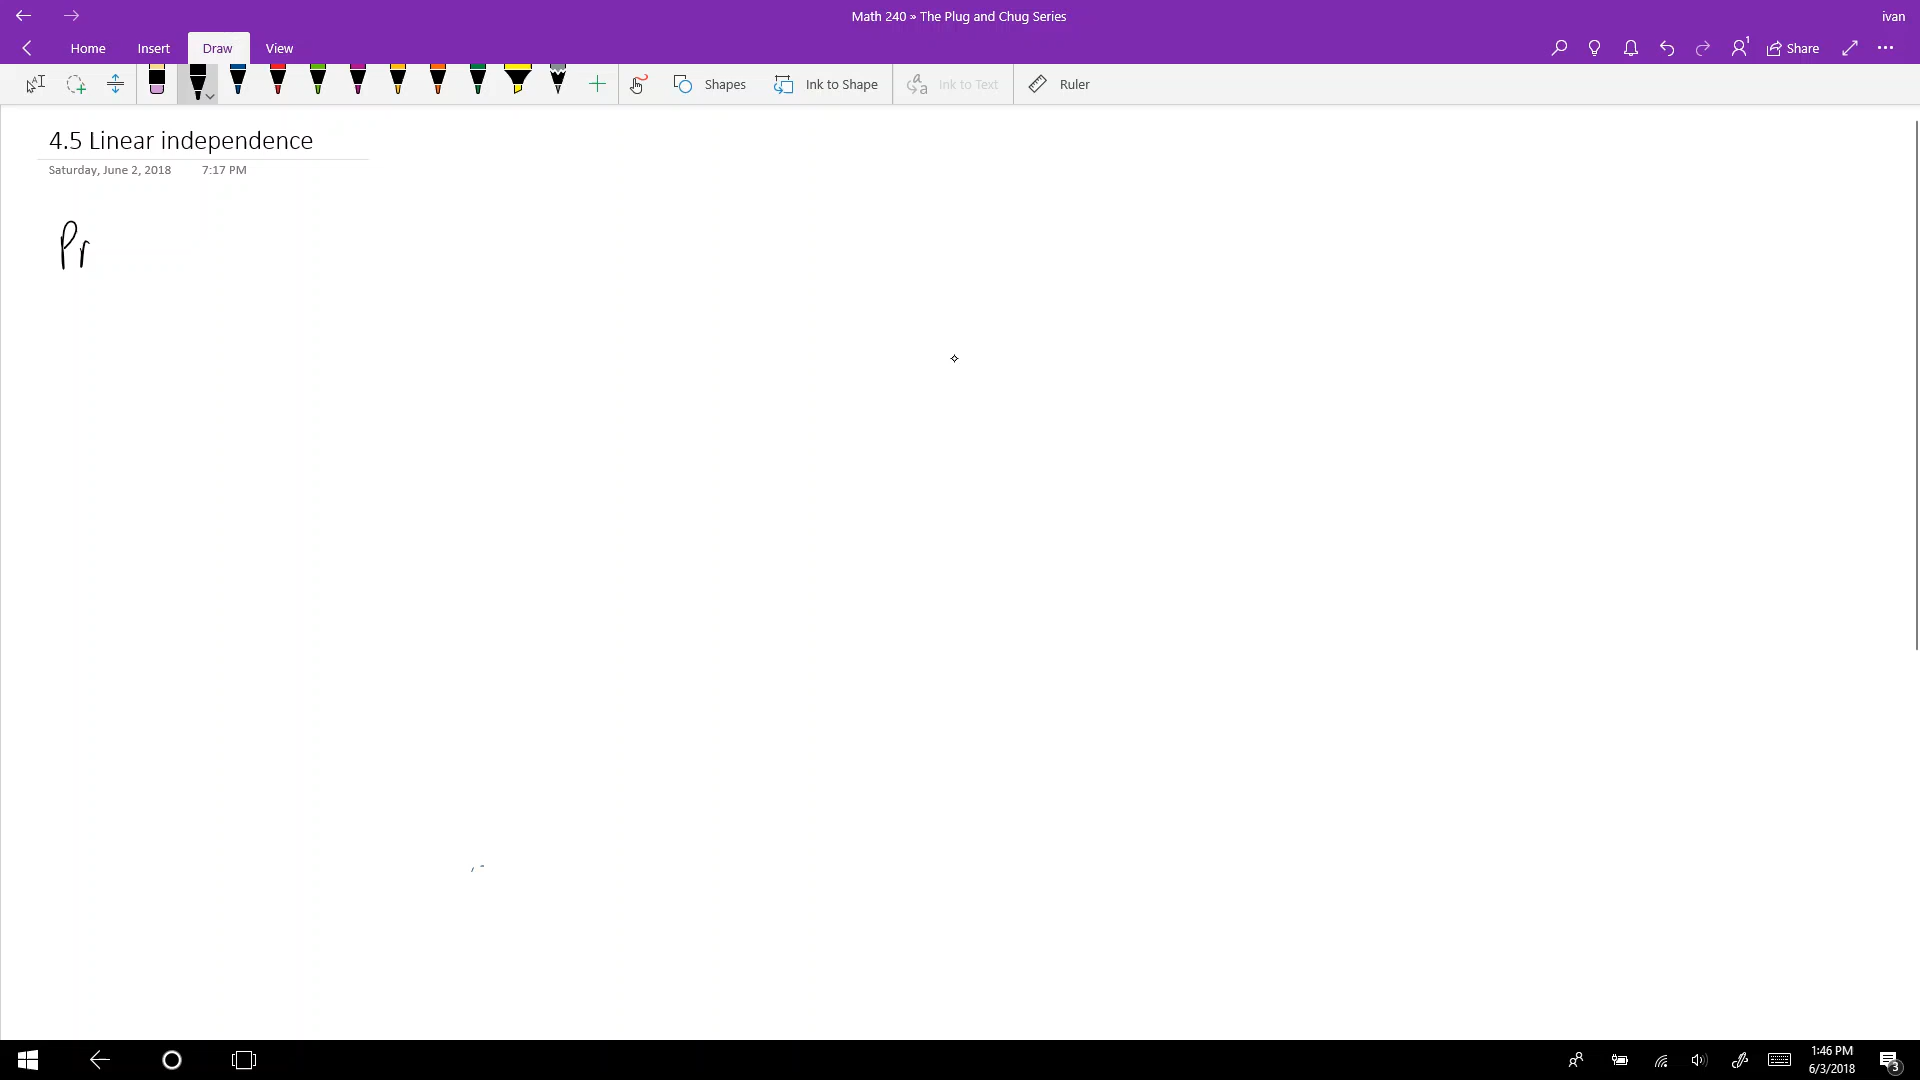 Math 240 » The Plug and Chug Series
ivan
Home Insert Draw View
1 Share
Shapes Ink to Shape Ink to Text Ruler
4.5 Linear independence
Saturday, June 2, 2018 7:17 PM
Pr
1:46 PM
6/3/2018
3